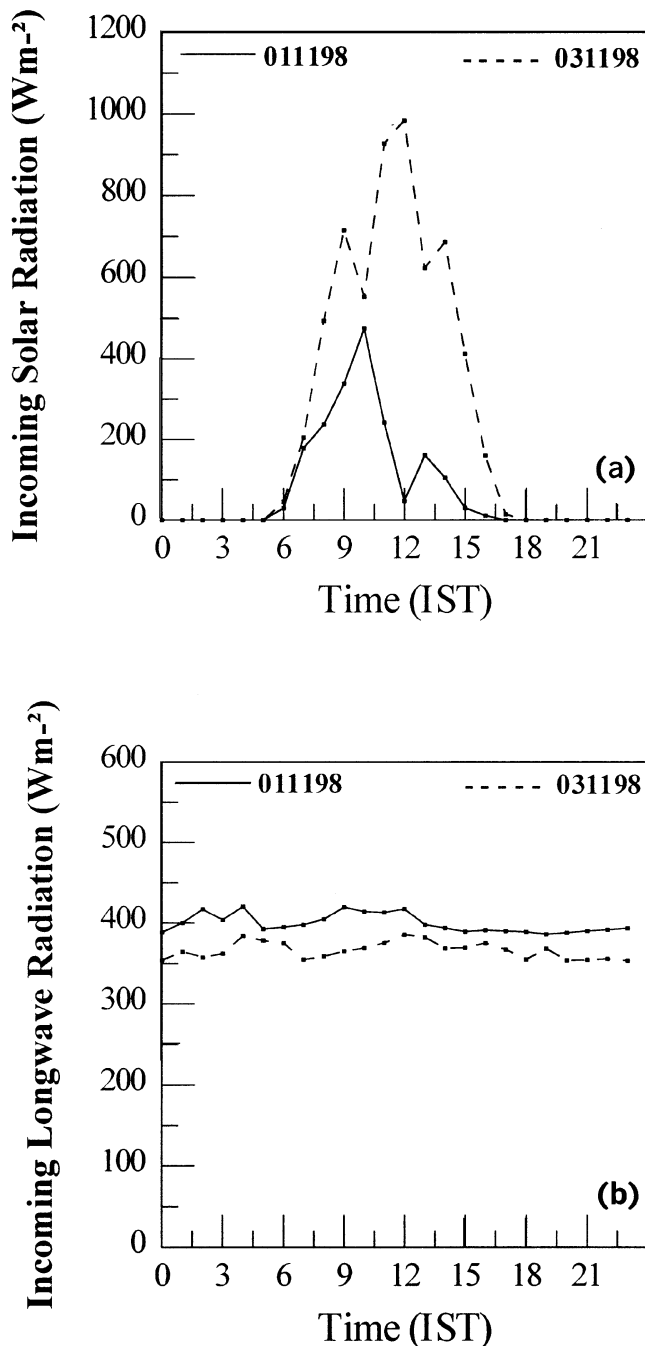 Incoming Solar Radiation (Wm-²)
1200
1000
800
600
400
200
0
011198
031198
(a)
0 3 6 9 12 15 18 21
Time (IST)
Incoming Longwave Radiation (Wm-²)
600
500
400
300
200
100
0
011198
031198
(b)
0 3 6 9 12 15 18 21
Time (IST)